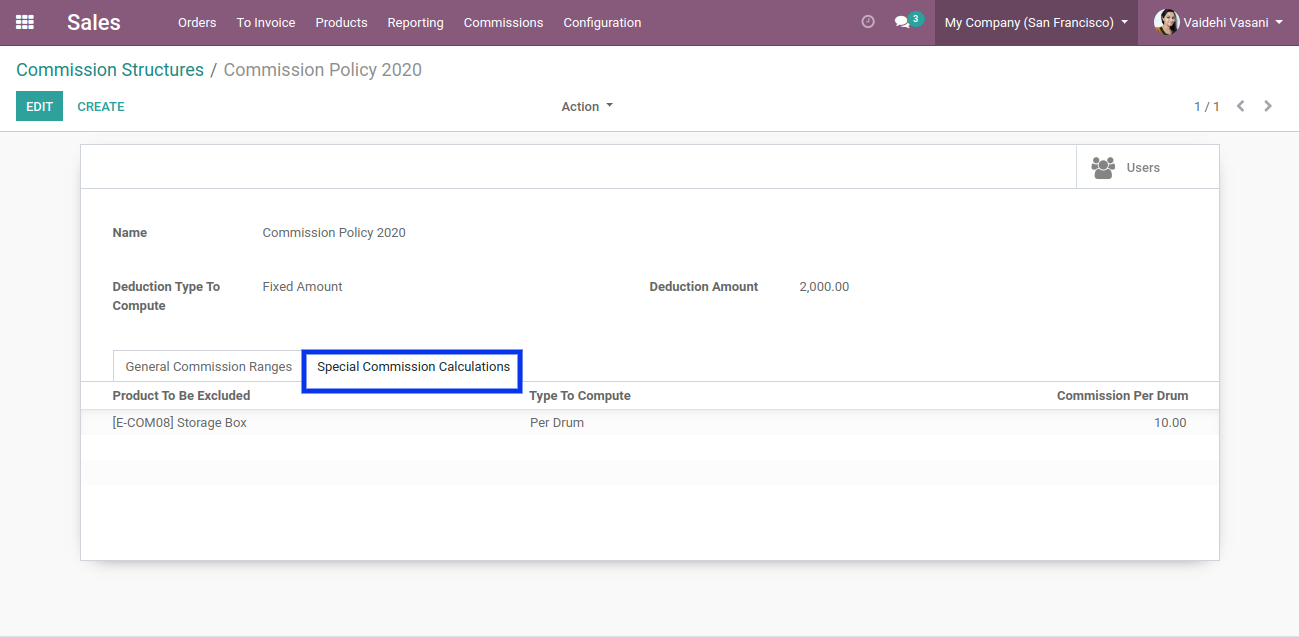 Sales Orders To Invoice Products Reporting Commissions Configuration 3 My Company (San Francisco) Vaidehi Vasani
Commission Structures / Commission Policy 2020
EDIT CREATE Action 1 / 1
Users
Name Commission Policy 2020
Deduction Type To Compute Fixed Amount Deduction Amount 2,000.00
General Commission Ranges Special Commission Calculations
Product To Be Excluded Type To Compute Commission Per Drum
[E-COM08] Storage Box Per Drum 10.00